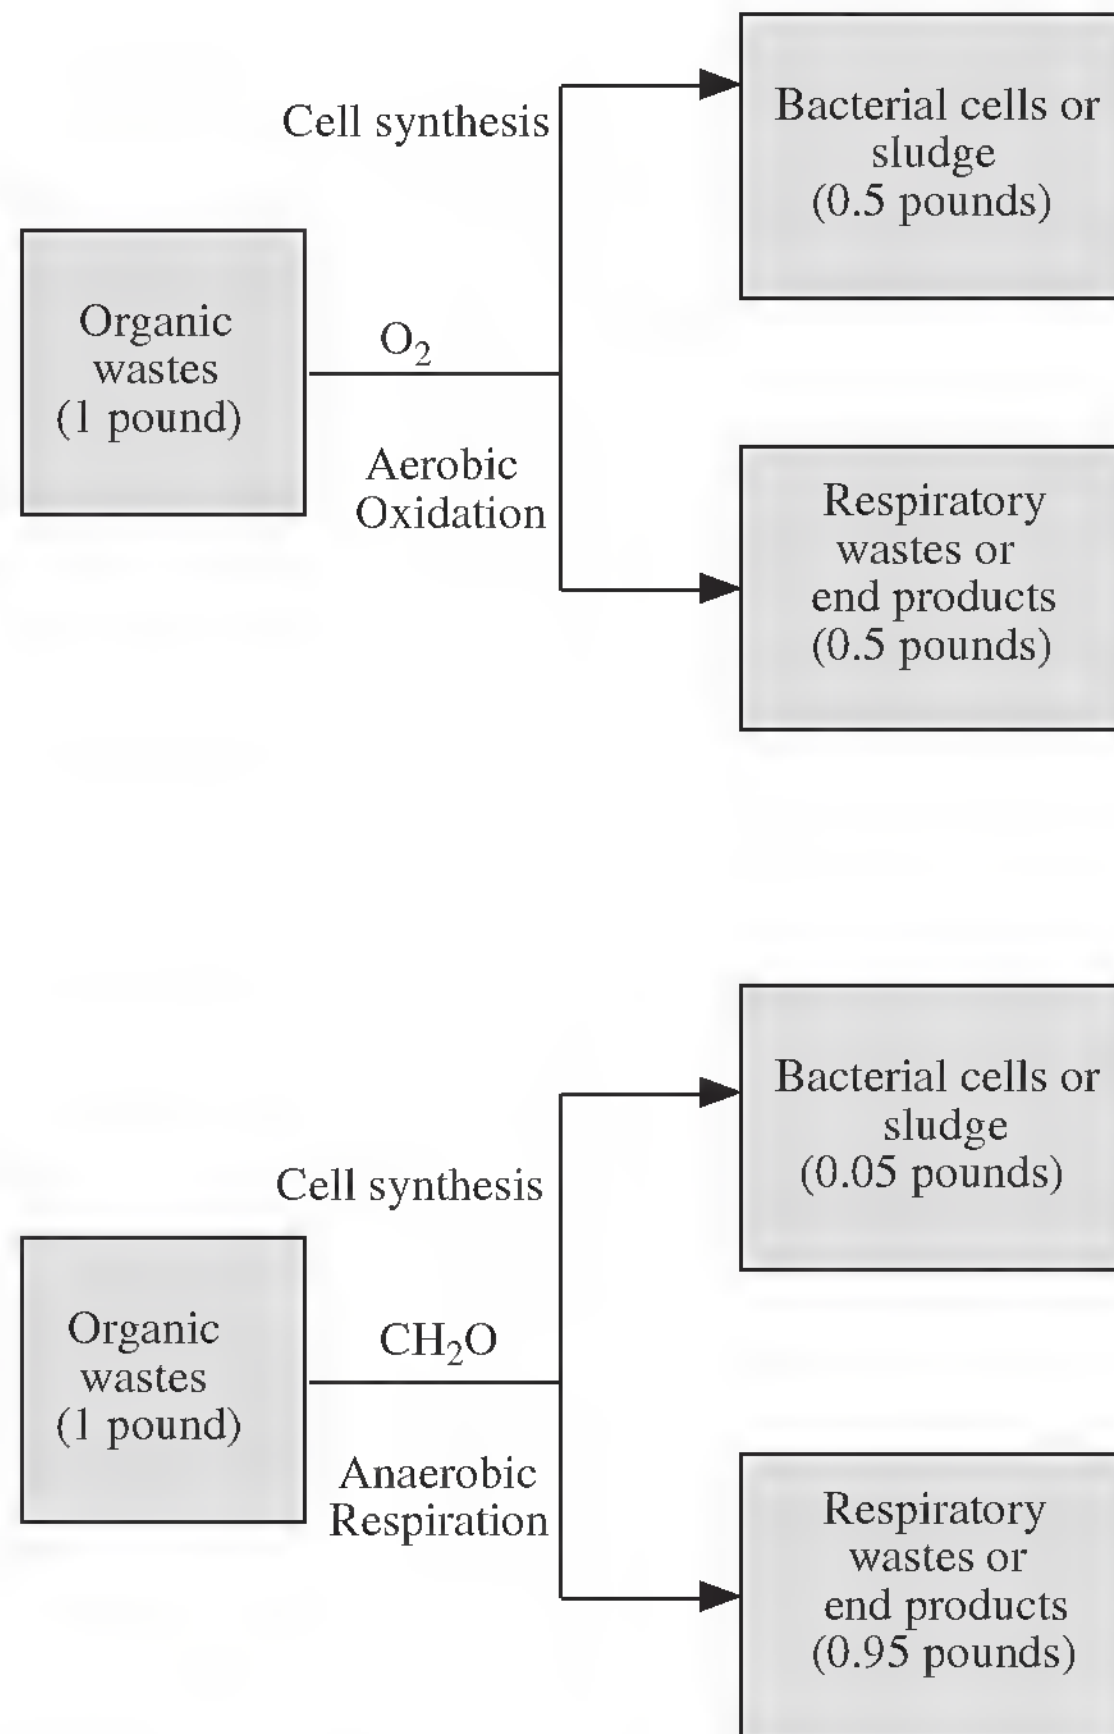 Cell synthesis
Bacterial cells or
sludge
(0.5 pounds)
Organic
wastes
(1 pound)
O₂
Aerobic
Oxidation
Respiratory
wastes or
end products
(0.5 pounds)
Cell synthesis
Bacterial cells or
sludge
(0.05 pounds)
Organic
wastes
(1 pound)
CH₂O
Anaerobic
Respiration
Respiratory
wastes or
end products
(0.95 pounds)